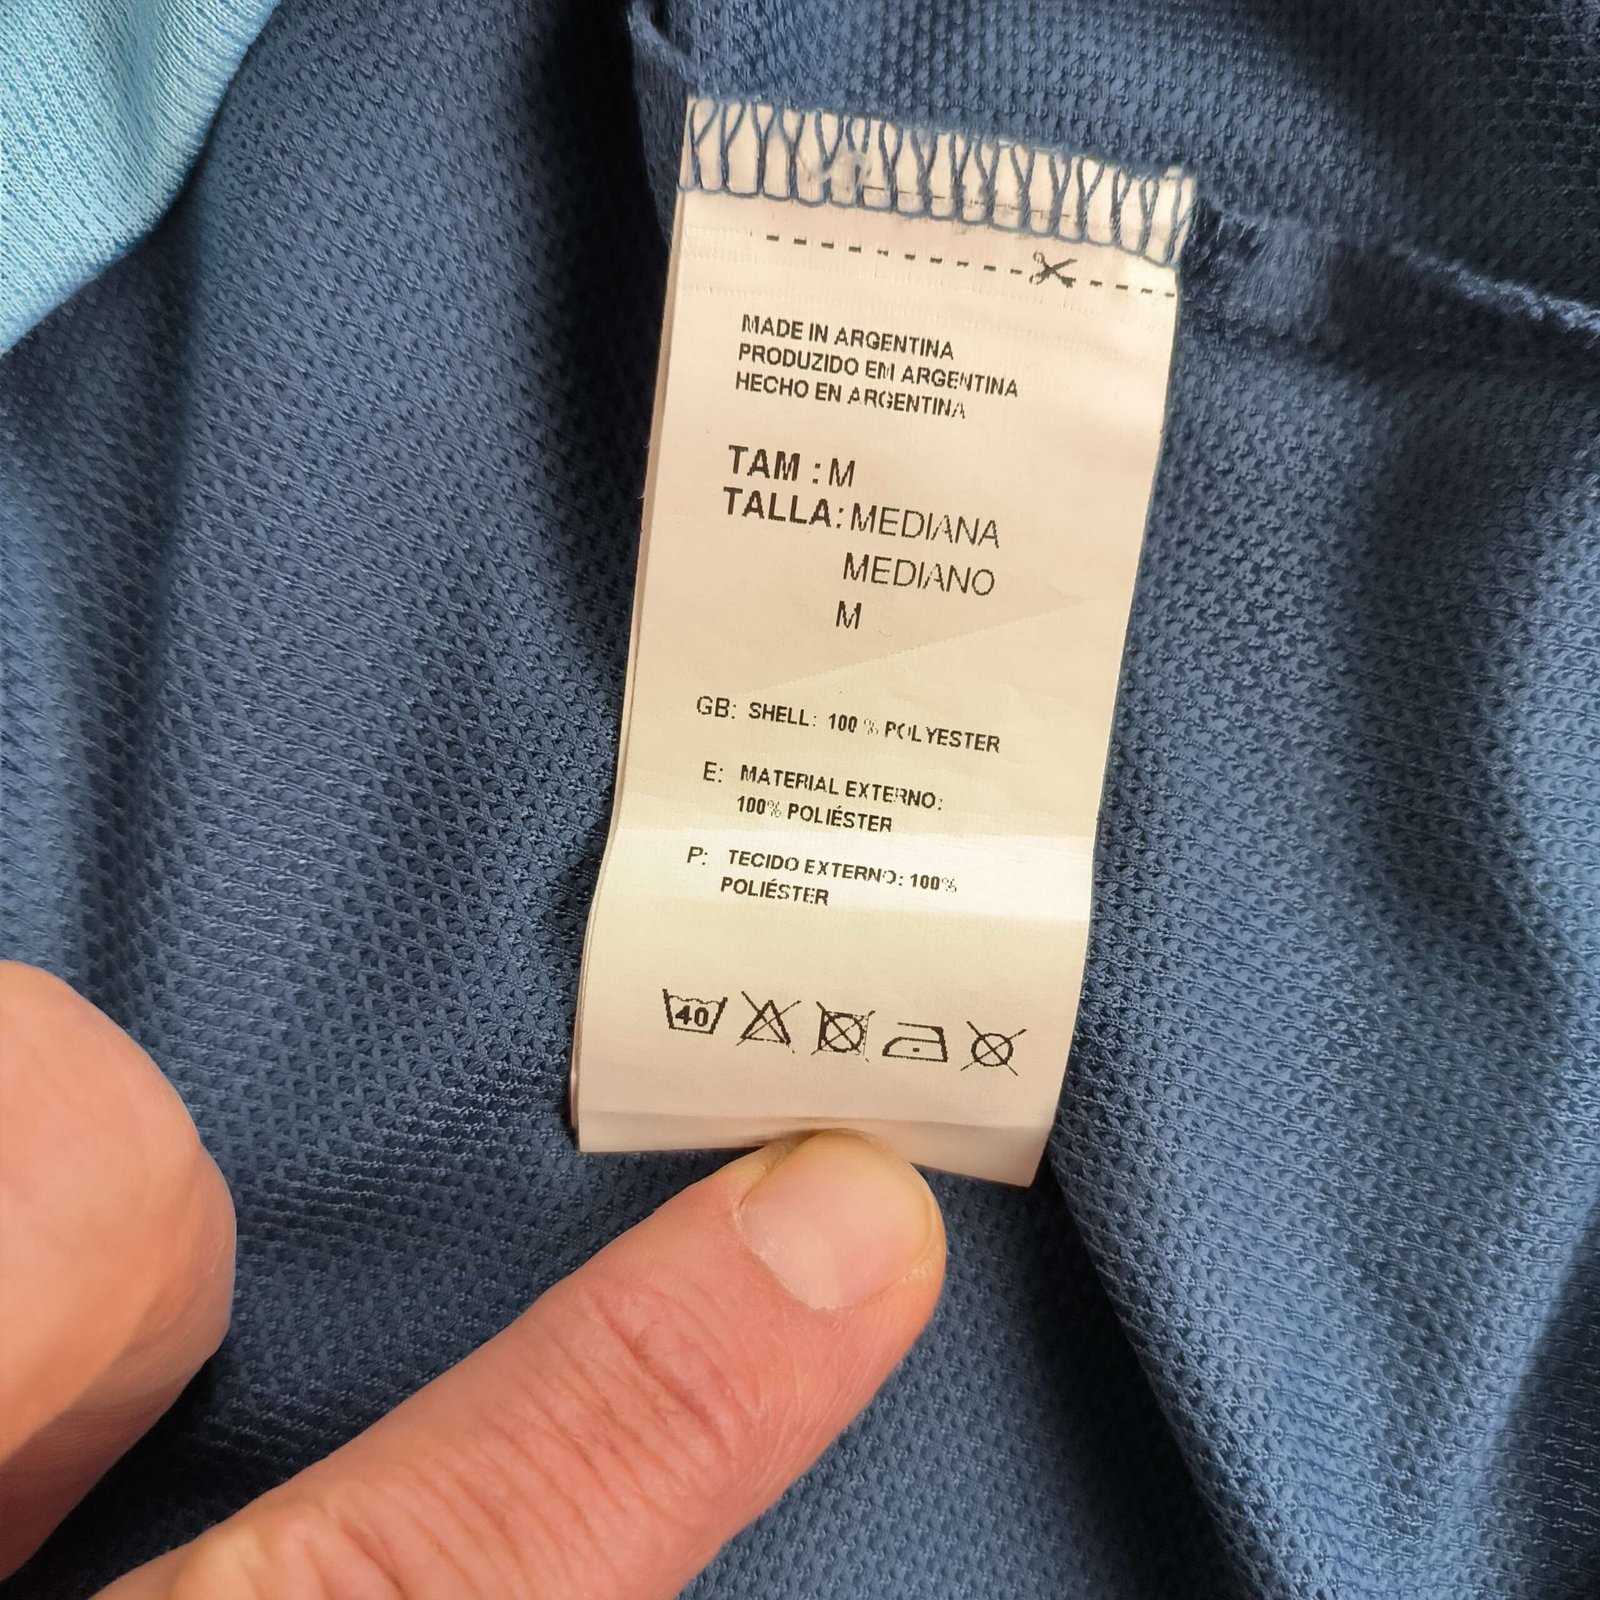 MADE IN ARGENTINA
PRODUZIDO EM ARGENTINA
HECHO EN ARGENTINA
TAM : M
TALLA: MEDIANA
MEDIANO
M
GB: SHELL: 100 % POLYESTER
E: MATERIAL EXTERNO:
100% POLIÉSTER
P: TECIDO EXTERNO: 100%
POLIÉSTER
40